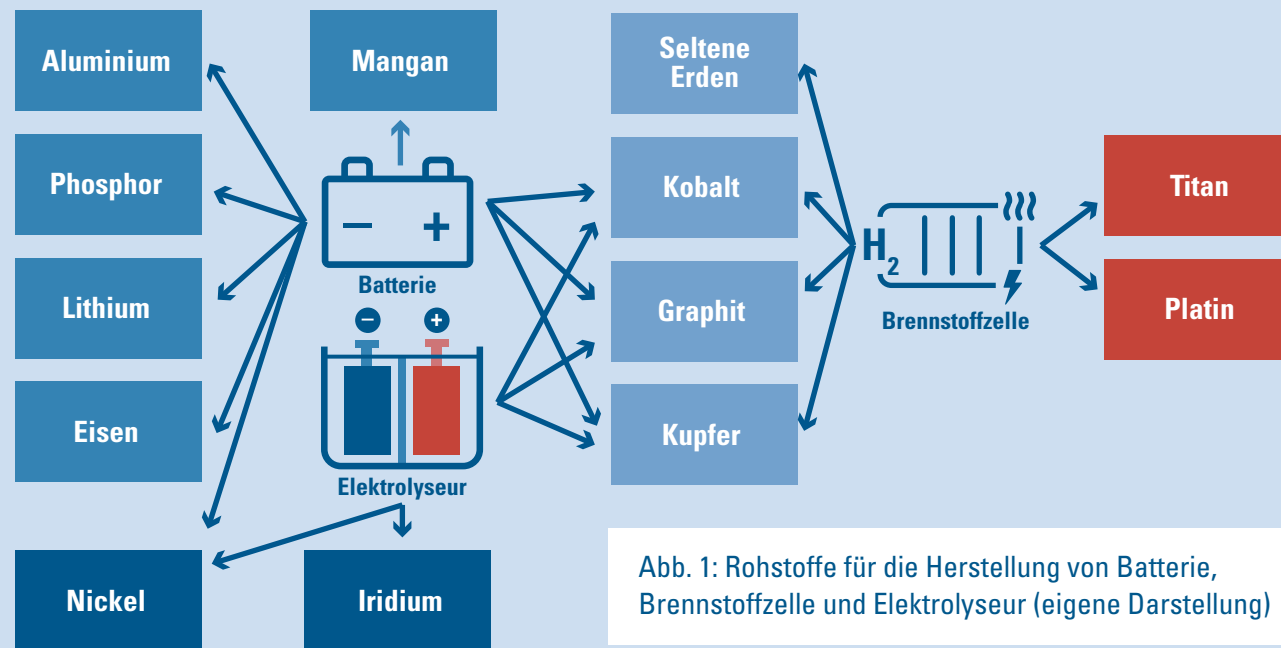 Aluminium
Mangan
Seltene
Erden
Phosphor
Kobalt
Titan
− +
Batterie
H2
Lithium
Graphit
Platin
Brennstoffzelle
− +
Eisen
Kupfer
Elektrolyseur
Nickel
Iridium
Abb. 1: Rohstoffe für die Herstellung von Batterie,
Brennstoffzelle und Elektrolyseur (eigene Darstellung)